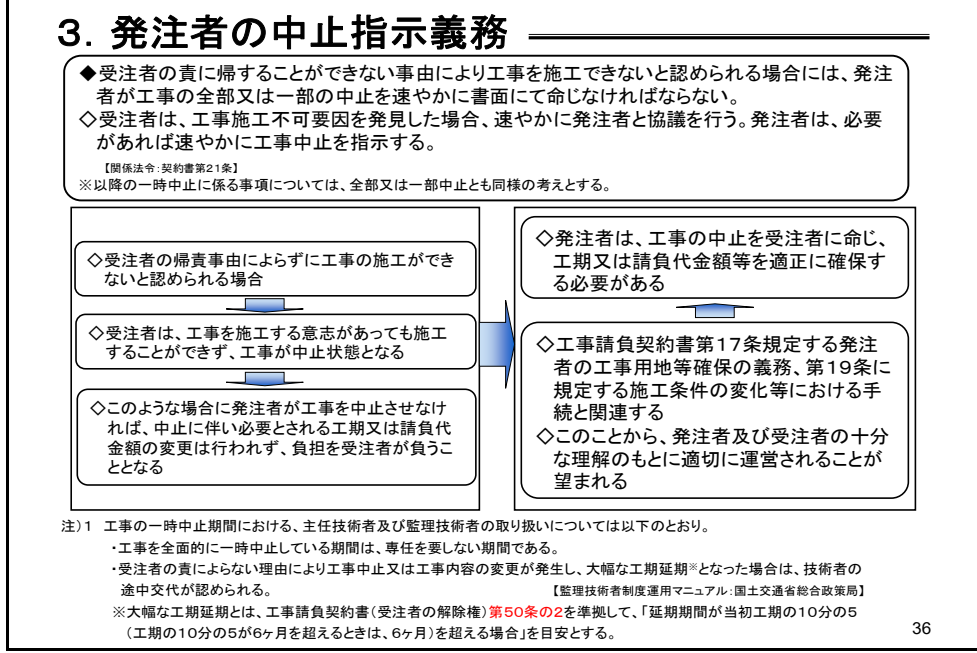 ３．発注者の中止指示義務
◆受注者の責に帰することができない事由により工事を施工できないと認められる場合には、発注
者が工事の全部又は一部の中止を速やかに書面にて命じなければならない。
◇受注者は、工事施工不可要因を発見した場合、速やかに発注者と協議を行う。発注者は、必要
があれば速やかに工事中止を指示する。
【関係法令：契約書第２１条】
※以降の一時中止に係る事項については、全部又は一部中止とも同様の考えとする。
◇受注者の帰責事由によらずに工事の施工ができ
ないと認められる場合
◇受注者は、工事を施工する意志があっても施工
することができず、工事が中止状態となる
◇このような場合に発注者が工事を中止させなけ
れば、中止に伴い必要とされる工期又は請負代
金額の変更は行われず、負担を受注者が負うこ
ととなる
◇発注者は、工事の中止を受注者に命じ、
工期又は請負代金額等を適正に確保す
る必要がある
◇工事請負契約書第１７条規定する発注
者の工事用地等確保の義務、第１９条に
規定する施工条件の変化等における手
続と関連する
◇このことから、発注者及び受注者の十分
な理解のもとに適切に運営されることが
望まれる
注）１　工事の一時中止期間における、主任技術者及び監理技術者の取り扱いについては以下のとおり。
・工事を全面的に一時中止している期間は、専任を要しない期間である。
・受注者の責によらない理由により工事中止又は工事内容の変更が発生し、大幅な工期延期※となった場合は、技術者の
途中交代が認められる。　【監理技術者制度運用マニュアル：国土交通省総合政策局】
※大幅な工期延期とは、工事請負契約書（受注者の解除権）第５０条の２を準拠して、「延期期間が当初工期の１０分の５
（工期の１０分の５が６ヶ月を超えるときは、６ヶ月）を超える場合」を目安とする。
36